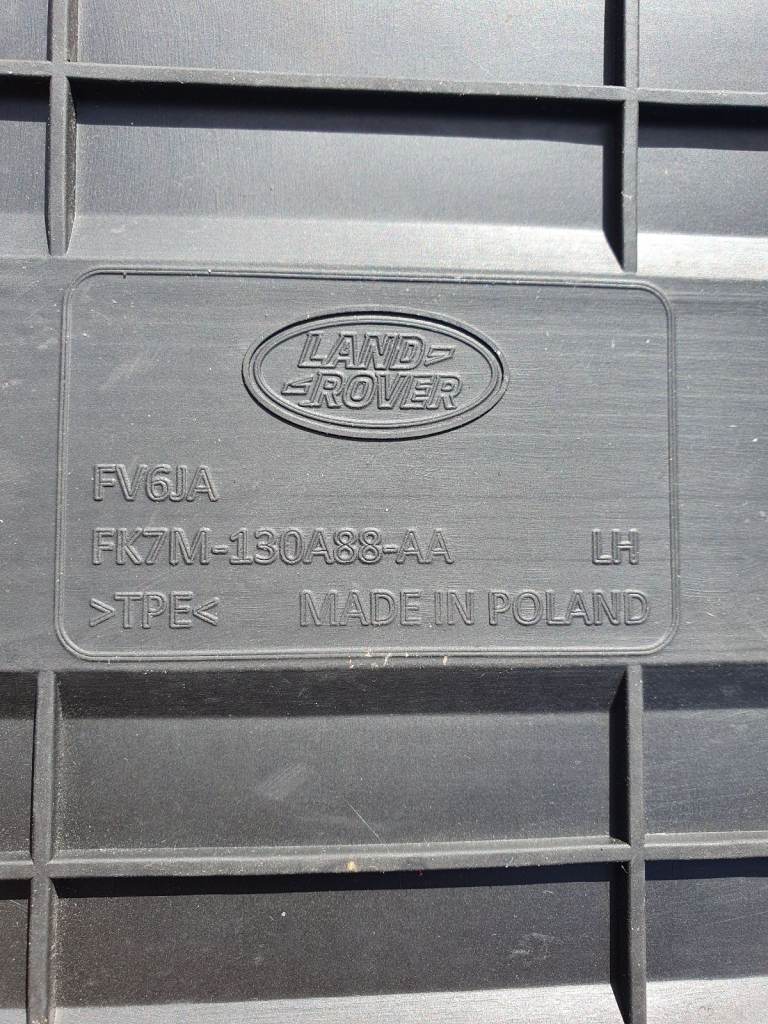 LAND
ROVER
FV6JA
FK7M-130A88-AA LH
>TPE< MADE IN POLAND